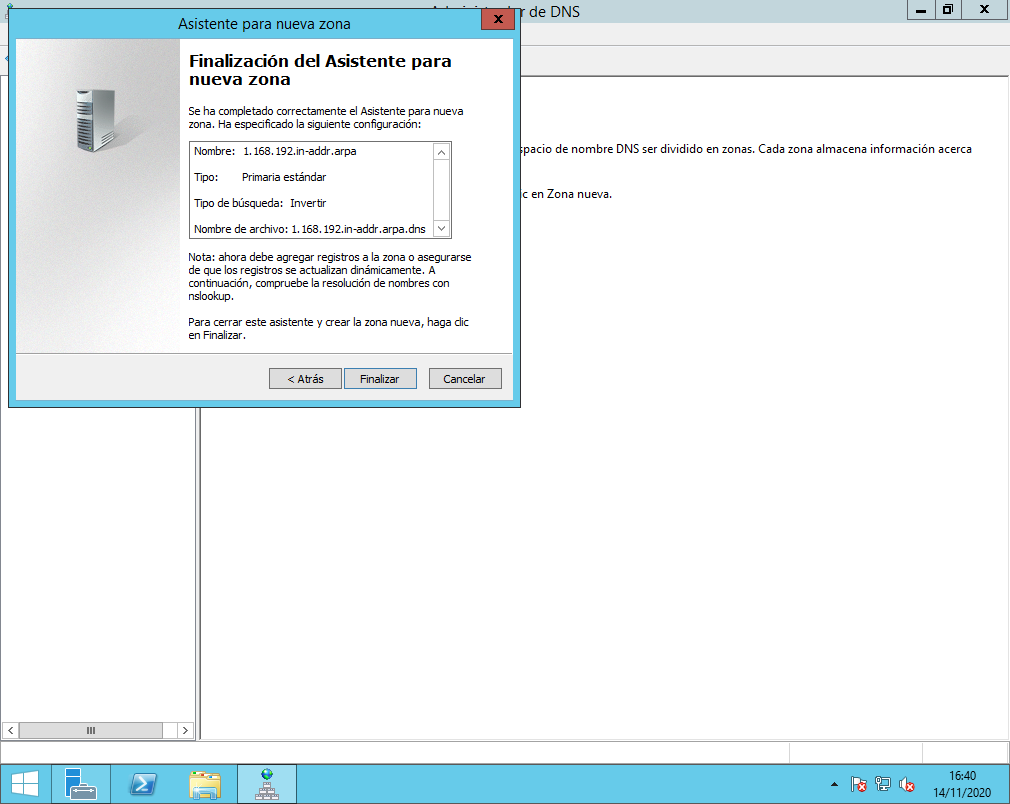 Asistente para nueva zona
de DNS
Finalización del Asistente para
nueva zona
Se ha completado correctamente el Asistente para nueva
zona. Ha especificado la siguiente configuración:
Nombre: 1.168.192.in-addr.arpa
Tipo: Primaria estándar
Tipo de búsqueda: Invertir
Nombre de archivo: 1.168.192.in-addr.arpa.dns
Nota: ahora debe agregar registros a la zona o asegurarse
de que los registros se actualizan dinámicamente. A
continuación, compruebe la resolución de nombres con
nslookup.
Para cerrar este asistente y crear la zona nueva, haga clic
en Finalizar.
< Atrás
Finalizar
Cancelar
spacio de nombre DNS ser dividido en zonas. Cada zona almacena información acerca
ic en Zona nueva.
16:40
14/11/2020